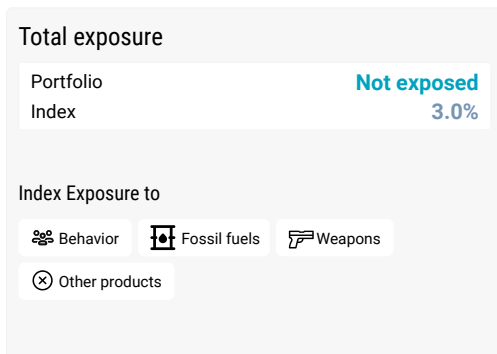 Total exposure
Portfolio Not exposed
Index 3.0%
Index Exposure to
Behavior Fossil fuels Weapons
Other products